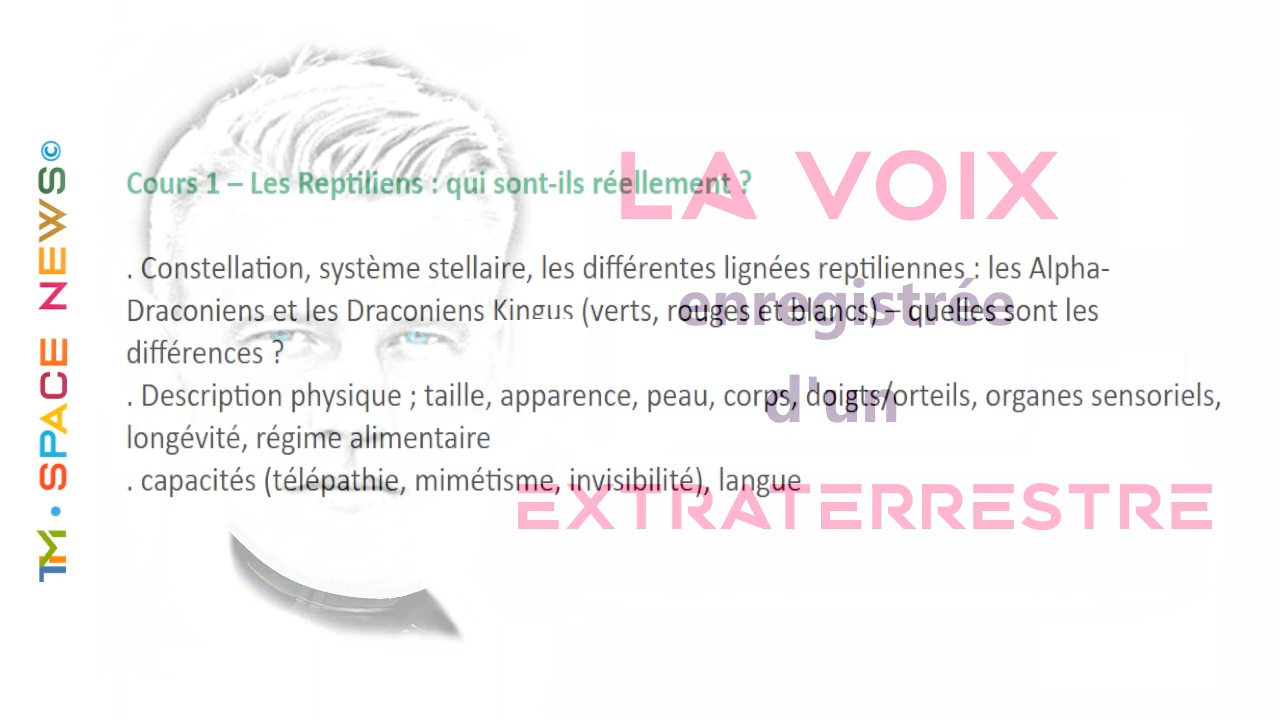 TM • SPACE NEWS©
Cours 1 – Les Reptiliens : qui sont-ils réellement ?
LA VOIX
. Constellation, système stellaire, les différentes lignées reptiliennes : les Alpha-
enregistrée
Draconiens et les Draconiens Kingus (verts, rouges et blancs) – quelles sont les
différences ?
d'un
. Description physique ; taille, apparence, peau, corps, doigts/orteils, organes sensoriels,
longévité, régime alimentaire
. capacités (télépathie, mimétisme, invisibilité), langue
EXTRATERRESTRE